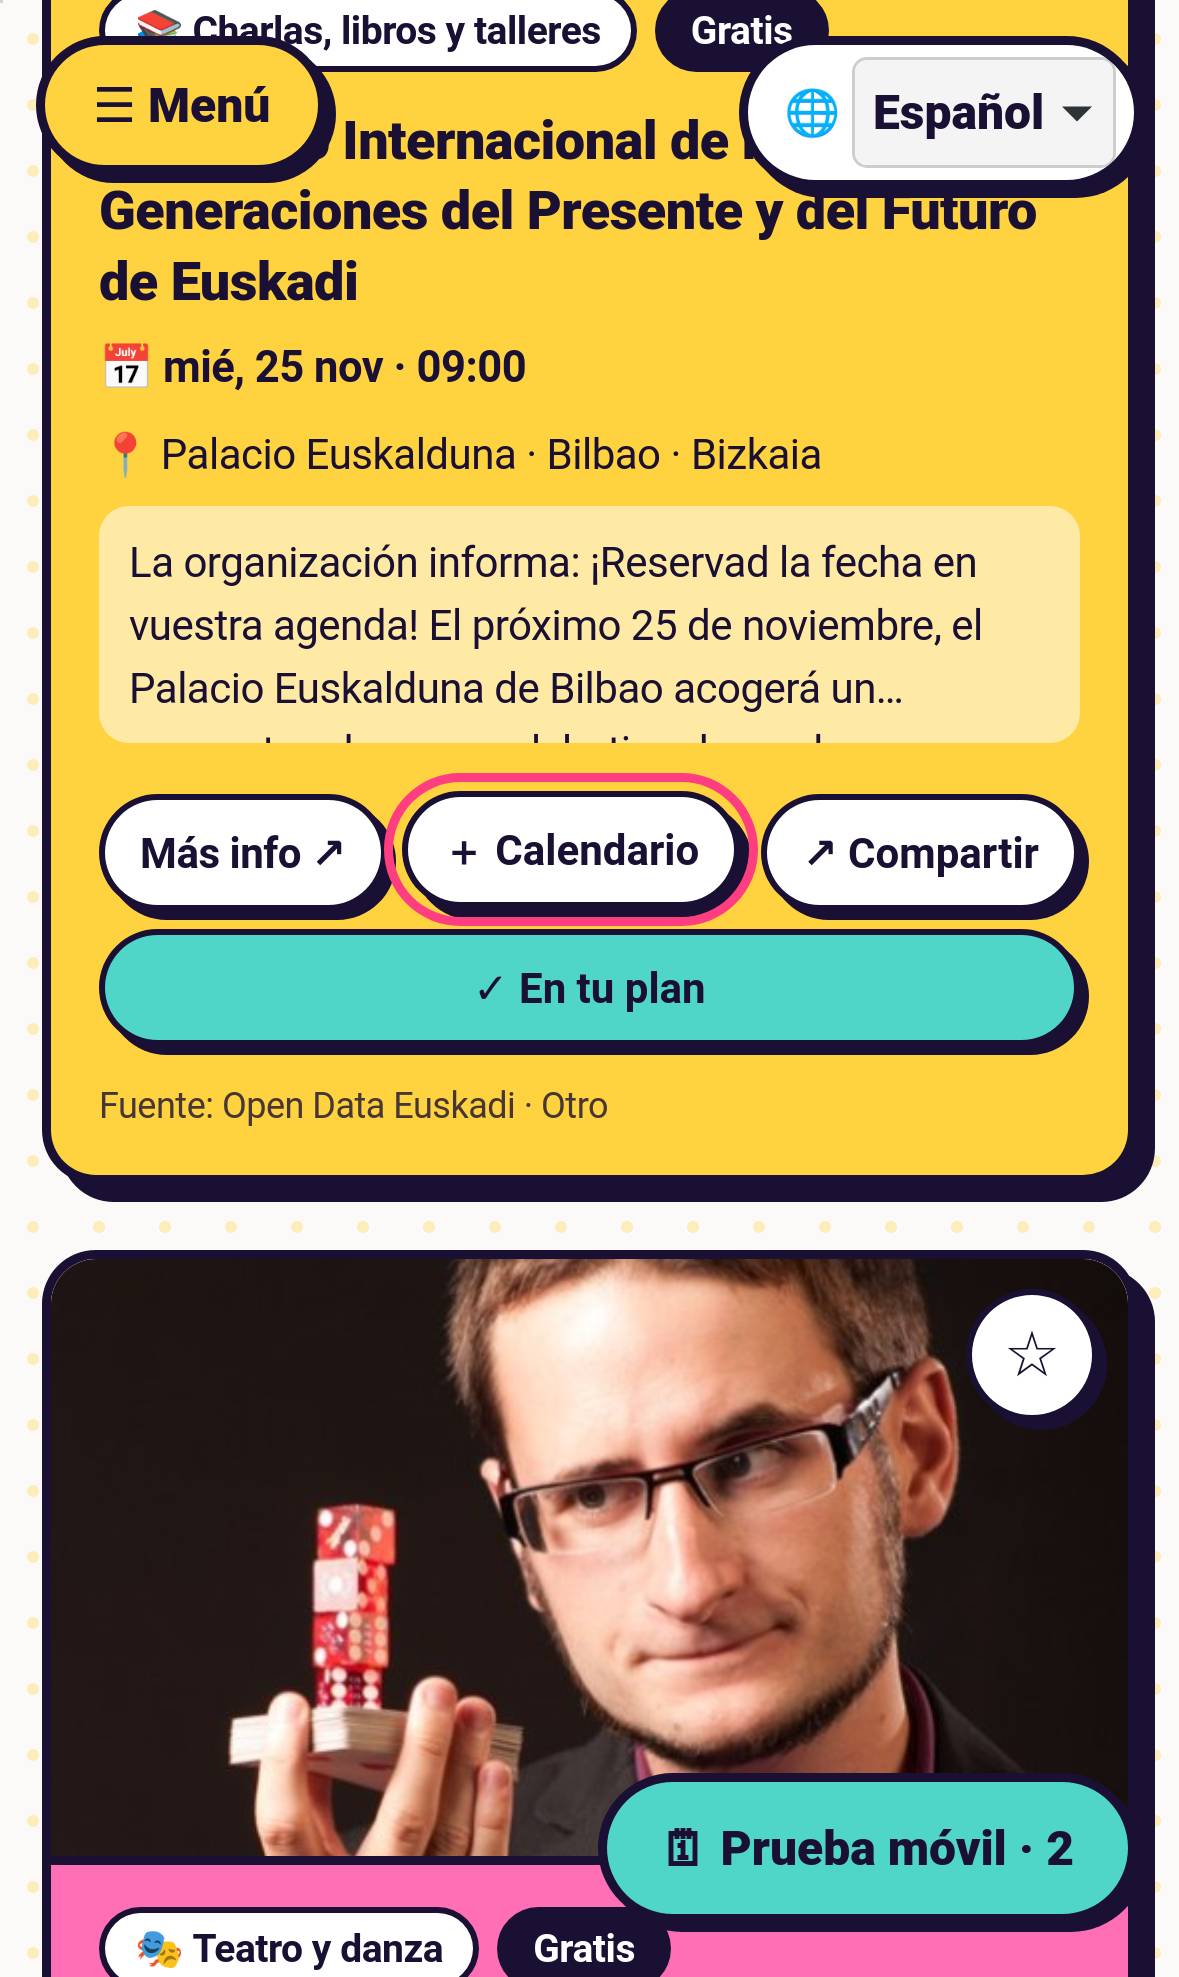 📚 Charlas, libros y talleres
Gratis
☰ Menú
🌐 Español
Internacional de
Generaciones del Presente y del Futuro
de Euskadi
📅 mié, 25 nov · 09:00
📍 Palacio Euskalduna · Bilbao · Bizkaia
La organización informa: ¡Reservad la fecha en
vuestra agenda! El próximo 25 de noviembre, el
Palacio Euskalduna de Bilbao acogerá un…
Más info ↗
+ Calendario
↗ Compartir
✓ En tu plan
Fuente: Open Data Euskadi · Otro
☆
🗓 Prueba móvil · 2
🎭 Teatro y danza
Gratis